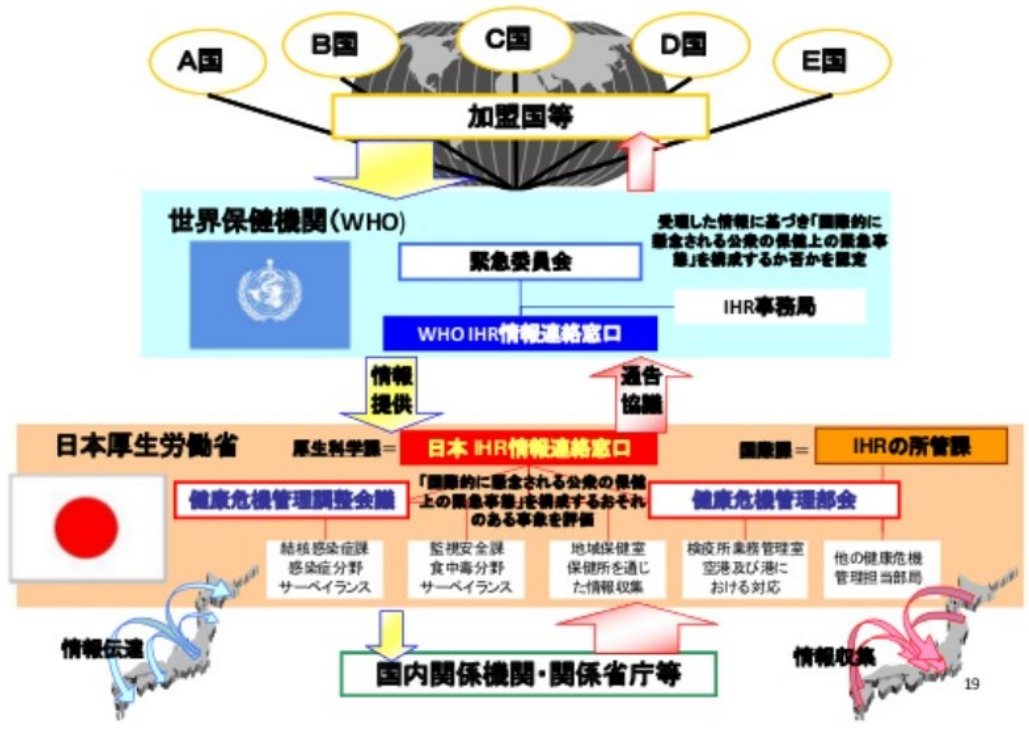 A国
B国
C国
D国
E国
加盟国等
世界保健機関(WHO)
受理した情報に基づき「国際的に
懸念される公衆の保健上の緊急事
態」を構成するか否かを認定
緊急委員会
IHR事務局
WHO IHR情報連絡窓口
情報
提供
通告
協議
日本厚生労働省
厚生科学課=
日本 IHR情報連絡窓口
国際課=
IHRの所管課
健康危機管理調整会議
「国際的に懸念される公衆の保健
上の緊急事態」を構成するおそれ
のある事象を評価
健康危機管理部会
結核感染症課
感染症分野
サーベイランス
監視安全課
食中毒分野
サーベイランス
地域保健室
保健所を通じ
た情報収集
検疫所業務管理室
空港及び港に
おける対応
他の健康危機
管理担当部局
情報伝達
情報収集
国内関係機関・関係省庁等
19